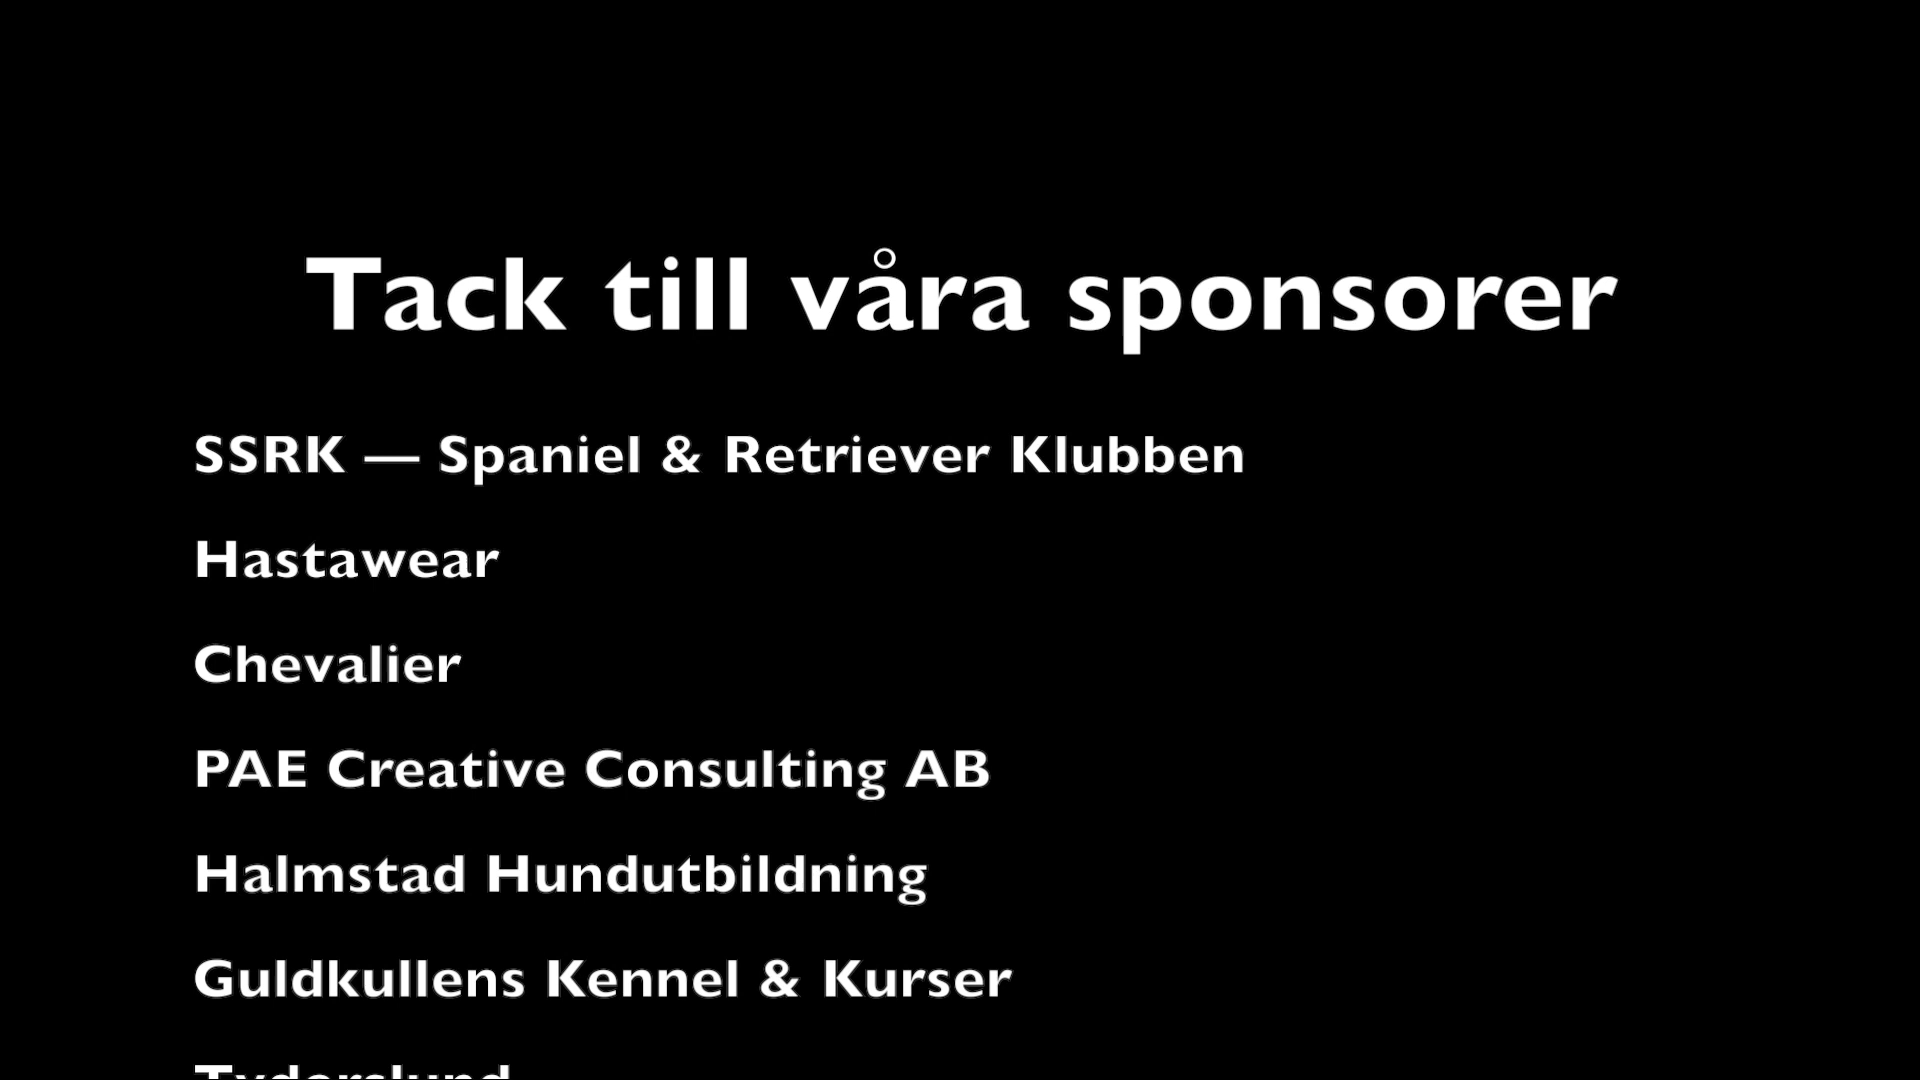 Tack till våra sponsorer
SSRK — Spaniel & Retriever Klubben
Hastawear
Chevalier
PAE Creative Consulting AB
Halmstad Hundutbildning
Guldkullens Kennel & Kurser